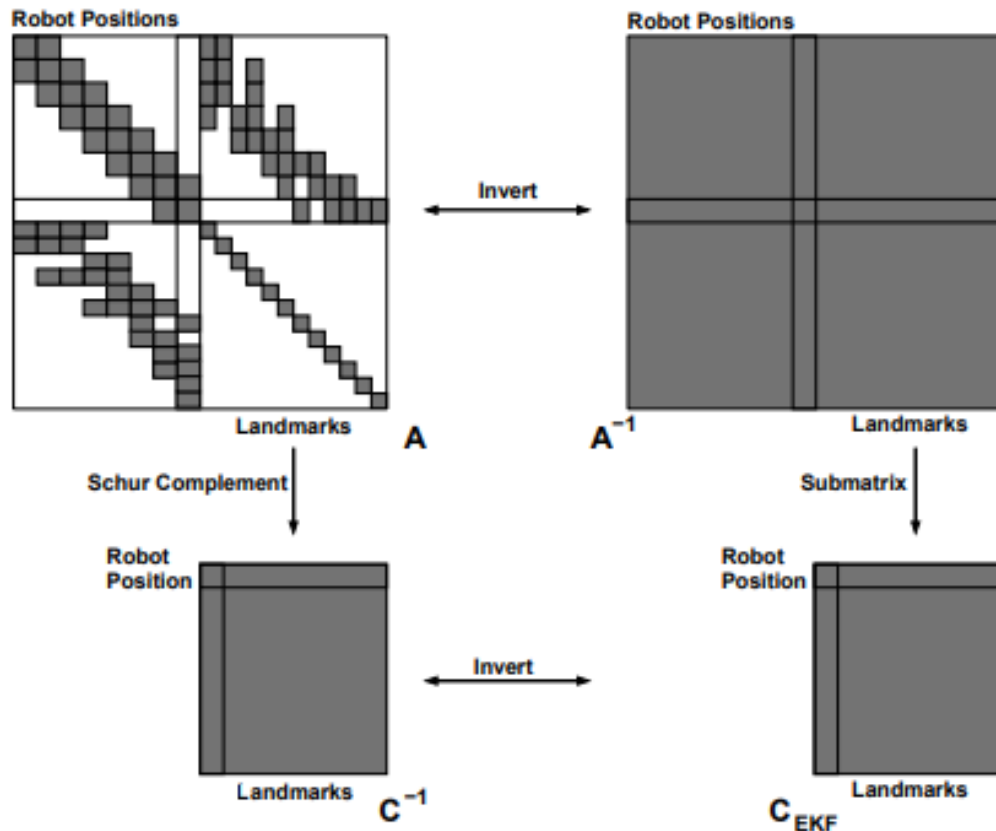 Robot Positions
Robot Positions
Invert
Landmarks
A
A⁻¹
Landmarks
Schur Complement
Submatrix
Robot
Position
Robot
Position
Invert
Landmarks
C⁻¹
Landmarks
C_EKF